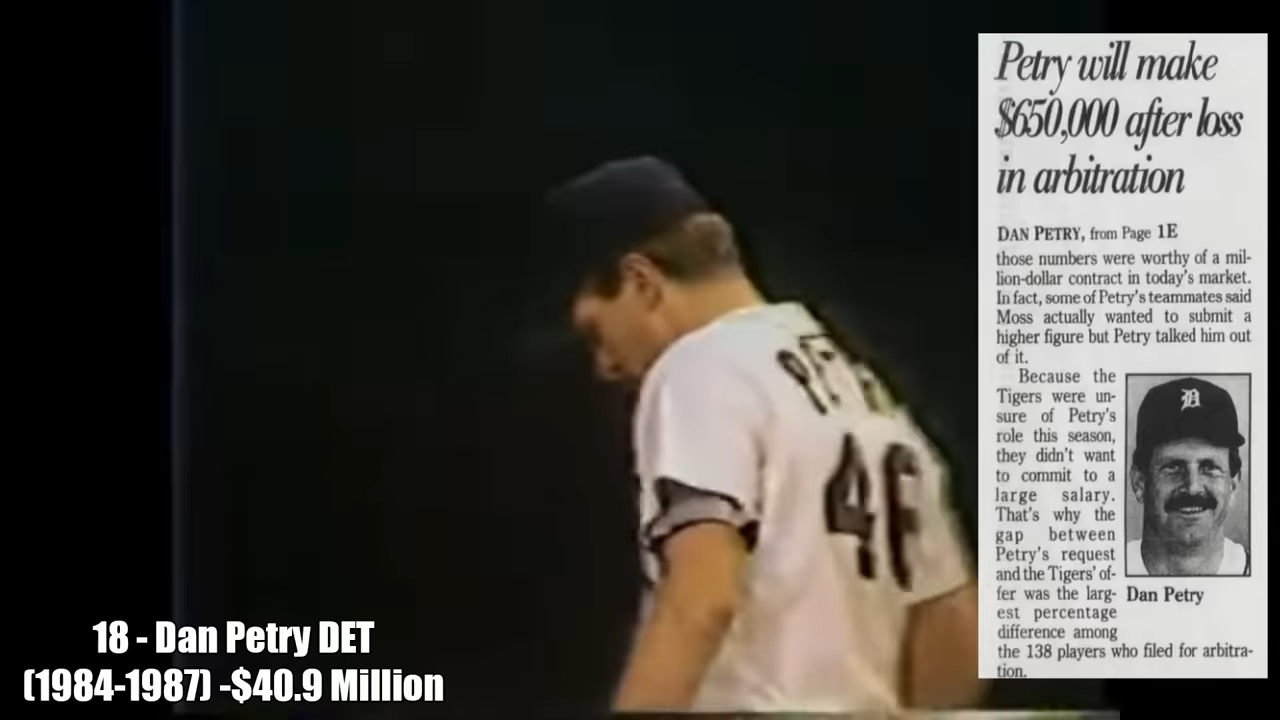 Petry will make
$650,000 after loss
in arbitration
DAN PETRY, from Page 1E
those numbers were worthy of a mil-
lion-dollar contract in today's market.
In fact, some of Petry's teammates said
Moss actually wanted to submit a
higher figure but Petry talked him out
of it.
Because the
Tigers were un-
sure of Petry's
role this season,
they didn't want
to commit to a
large salary.
That's why the
gap between
Petry's request
and the Tigers' of-
fer was the larg-
est percentage
difference among
the 138 players who filed for arbitra-
tion.
D
Dan Petry
PETRY
46
18 - Dan Petry DET
(1984-1987) -$40.9 Million